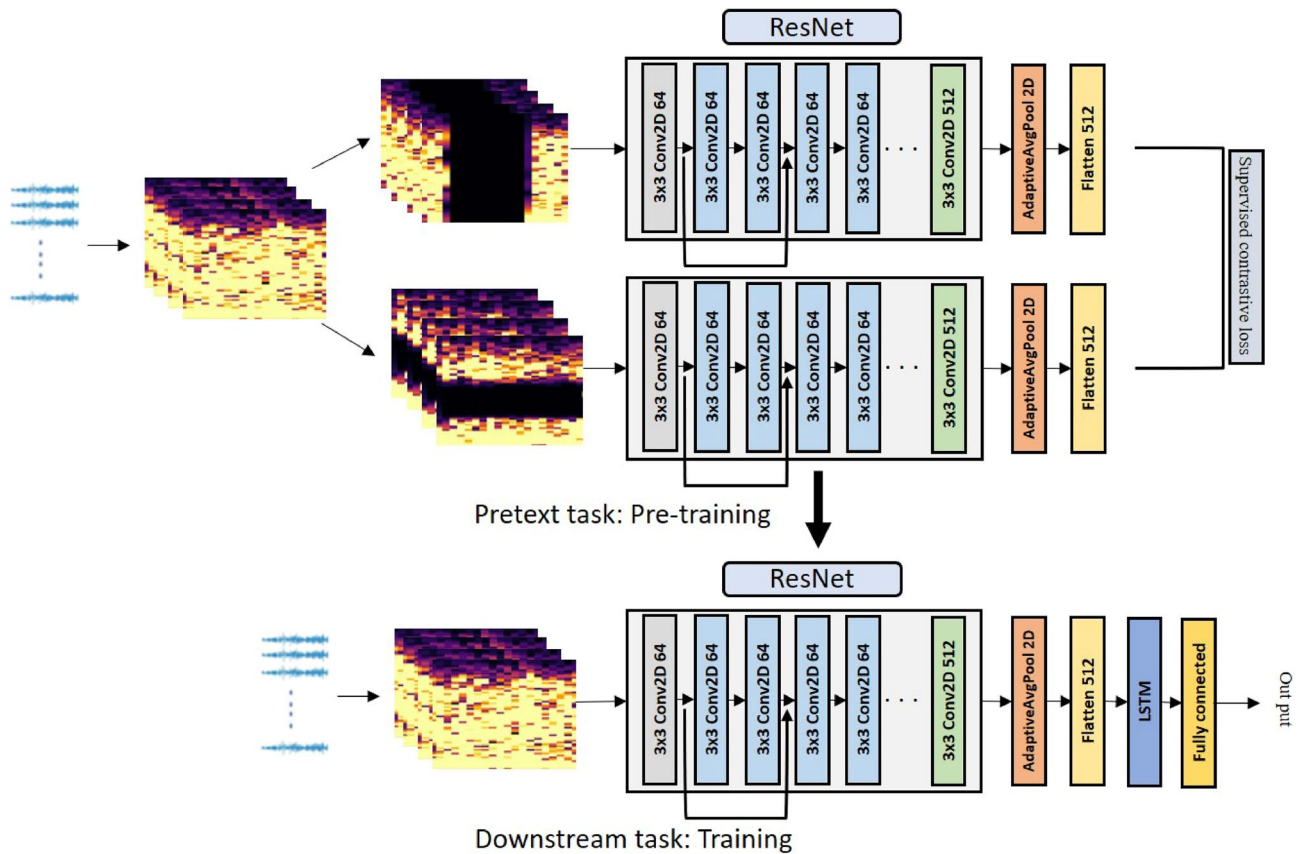 ResNet
3x3 Conv2D 64
3x3 Conv2D 64
3x3 Conv2D 64
3x3 Conv2D 64
3x3 Conv2D 64
. . .
3x3 Conv2D 512
AdaptiveAvgPool 2D
Flatten 512
Supervised contrastive loss
3x3 Conv2D 64
3x3 Conv2D 64
3x3 Conv2D 64
3x3 Conv2D 64
3x3 Conv2D 64
. . .
3x3 Conv2D 512
AdaptiveAvgPool 2D
Flatten 512
Pretext task: Pre-training
ResNet
3x3 Conv2D 64
3x3 Conv2D 64
3x3 Conv2D 64
3x3 Conv2D 64
3x3 Conv2D 64
. . .
3x3 Conv2D 512
AdaptiveAvgPool 2D
Flatten 512
LSTM
Fully connected
Out put
Downstream task: Training